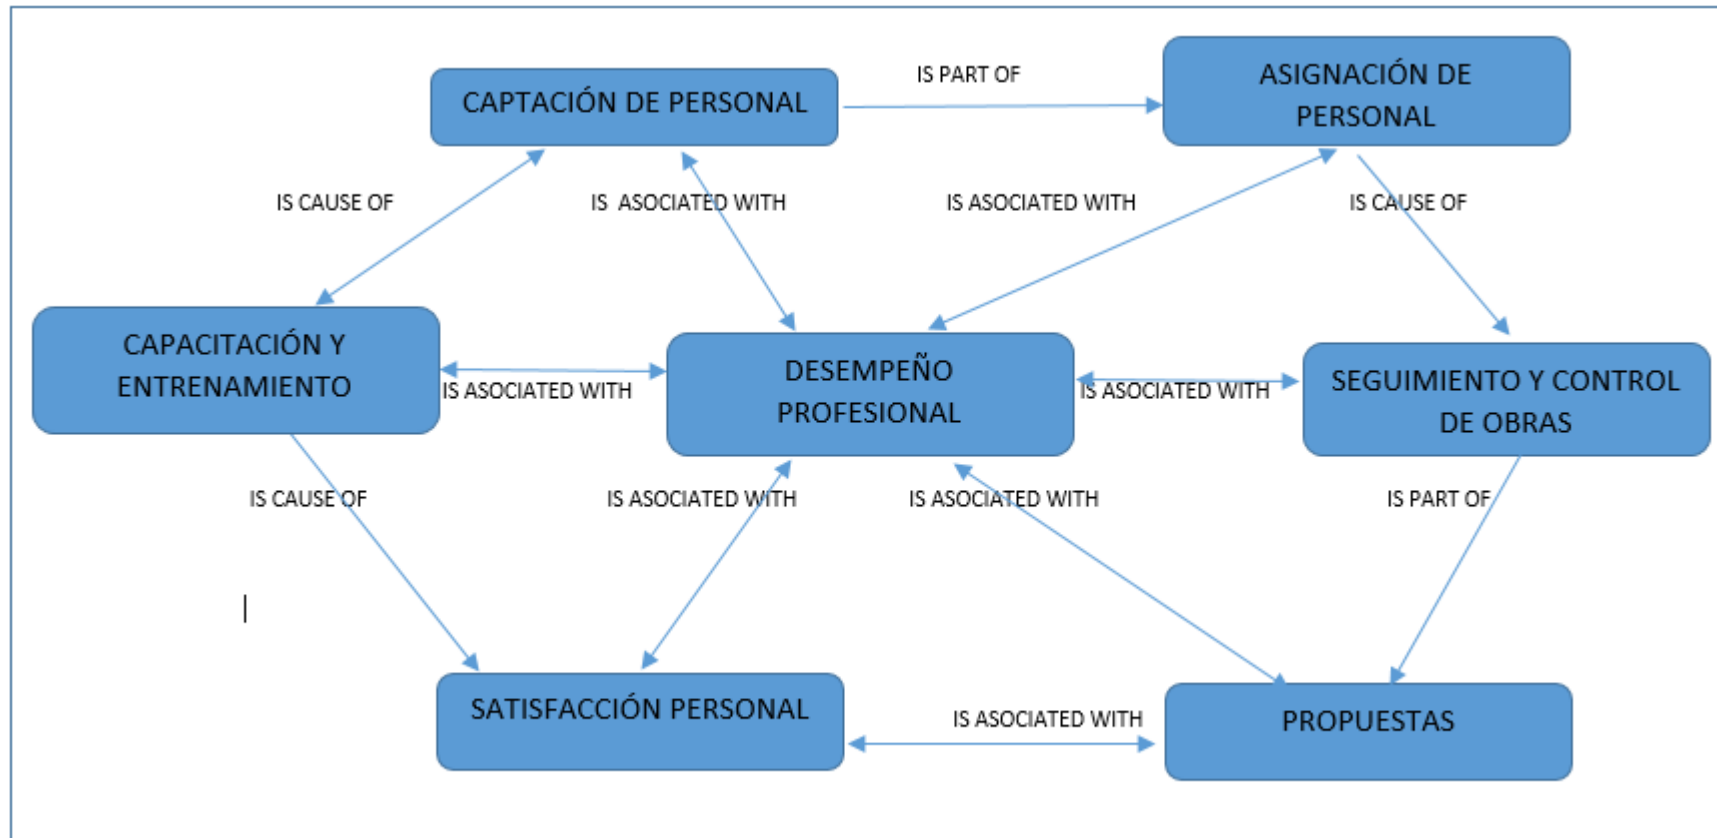 IS PART OF
ASIGNACIÓN DE
PERSONAL
CAPTACIÓN DE PERSONAL
IS CAUSE OF
IS ASOCIATED WITH
IS ASOCIATED WITH
IS CAUSE OF
CAPACITACIÓN Y
ENTRENAMIENTO
DESEMPEÑO
PROFESIONAL
SEGUIMIENTO Y CONTROL
DE OBRAS
IS ASOCIATED WITH
IS ASOCIATED WITH
IS CAUSE OF
IS ASOCIATED WITH
IS ASOCIATED WITH
IS PART OF
SATISFACCIÓN PERSONAL
IS ASOCIATED WITH
PROPUESTAS